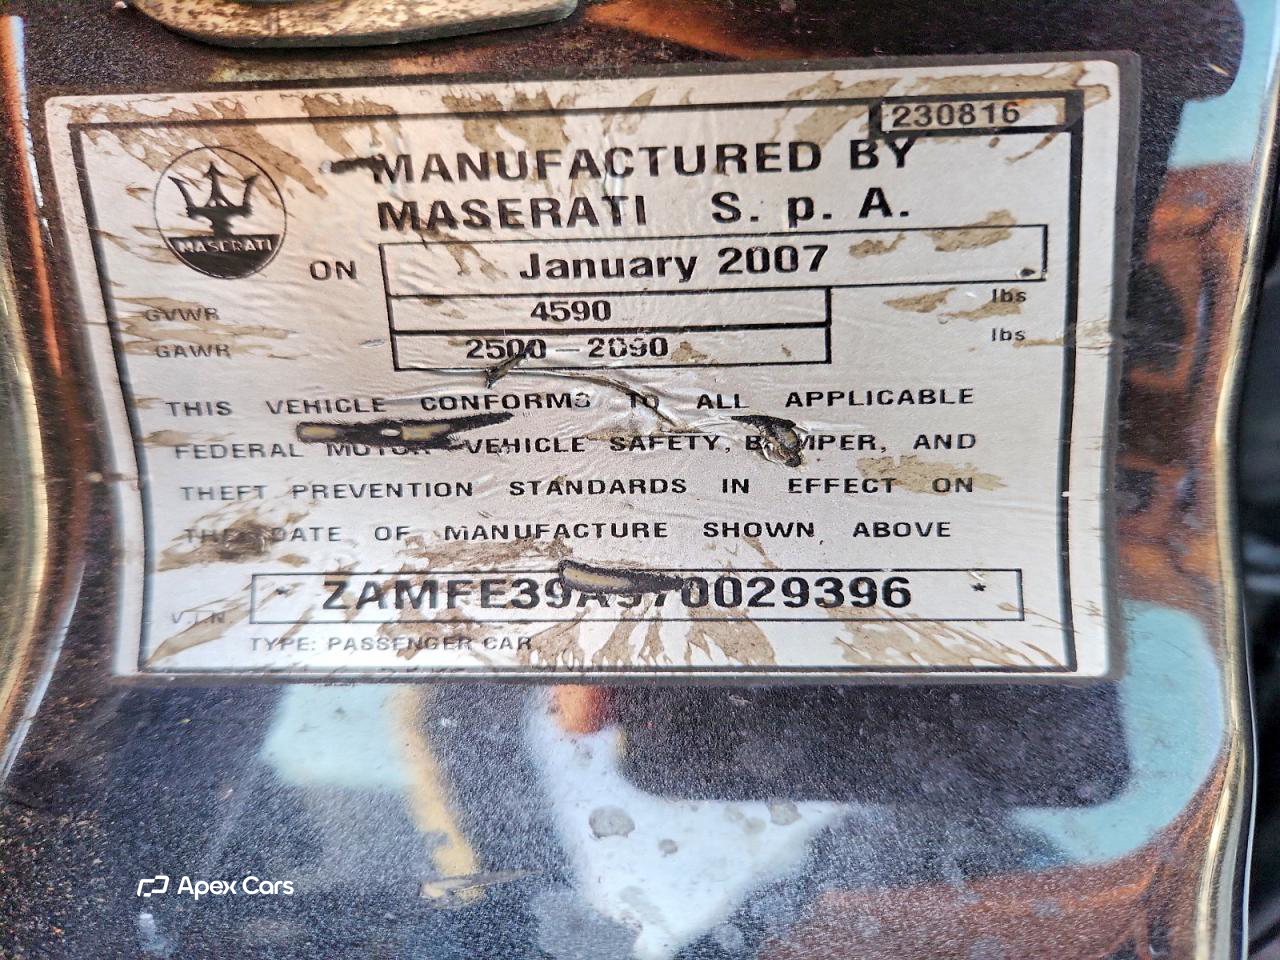 230816
MANUFACTURED BY
MASERATI S. p. A.
MASERATI
ON January 2007
GVWR 4590 lbs
GAWR 2500 - 2090 lbs
THIS VEHICLE CONFORMS TO ALL APPLICABLE
FEDERAL MOTOR VEHICLE SAFETY, BUMPER, AND
THEFT PREVENTION STANDARDS IN EFFECT ON
THE DATE OF MANUFACTURE SHOWN ABOVE
V.I.N. * ZAMFE39A970029396 *
TYPE: PASSENGER CAR
Apex Cars